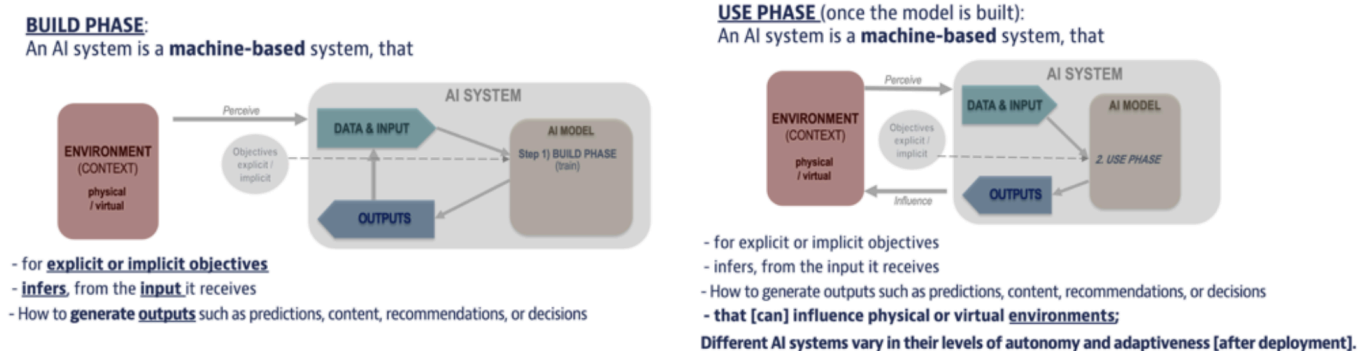 BUILD PHASE:
An AI system is a machine-based system, that
AI SYSTEM
Perceive
DATA & INPUT
AI MODEL
ENVIRONMENT
(CONTEXT)
physical
/ virtual
Objectives
explicit /
implicit
Step 1) BUILD PHASE
(train)
OUTPUTS
- for explicit or implicit objectives
- infers, from the input it receives
- How to generate outputs such as predictions, content, recommendations, or decisions
USE PHASE (once the model is built):
An AI system is a machine-based system, that
AI SYSTEM
Perceive
DATA & INPUT
AI MODEL
ENVIRONMENT
(CONTEXT)
physical
/ virtual
Objectives
explicit /
implicit
2. USE PHASE
OUTPUTS
Influence
- for explicit or implicit objectives
- infers, from the input it receives
- How to generate outputs such as predictions, content, recommendations, or decisions
- that [can] influence physical or virtual environments;
Different AI systems vary in their levels of autonomy and adaptiveness [after deployment].